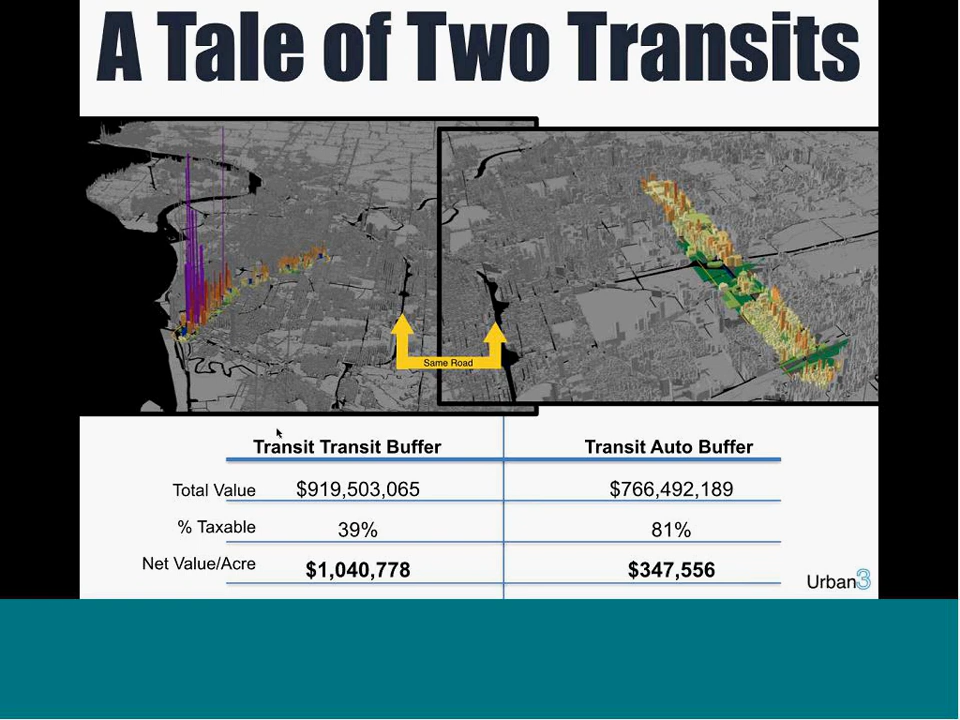 A Tale of Two Transits
Same Road
Transit Transit Buffer Transit Auto Buffer
Total Value $919,503,065 $766,492,189
% Taxable 39% 81%
Net Value/Acre $1,040,778 $347,556
Urban3